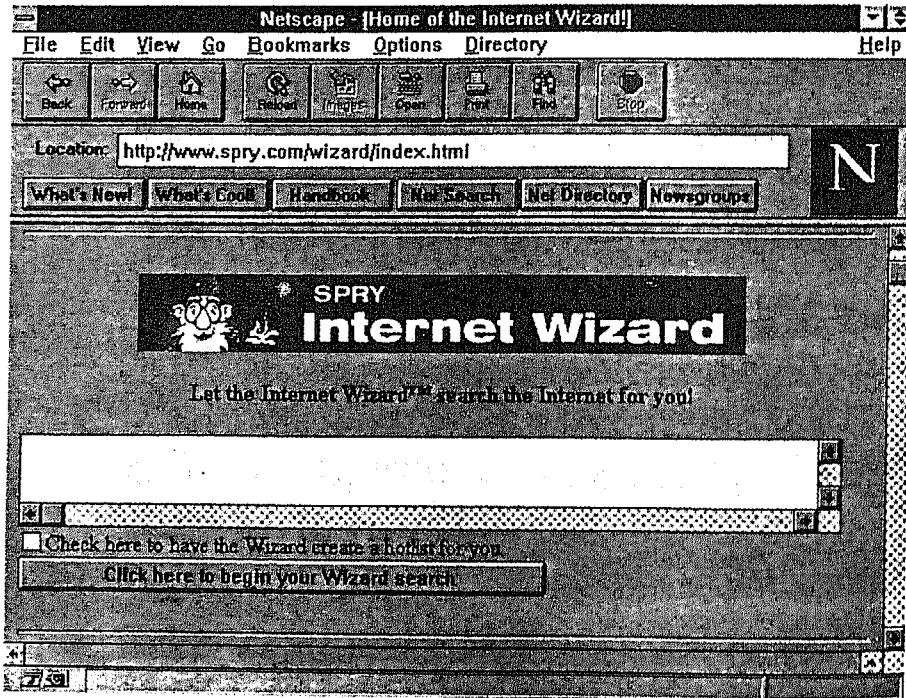 Netscape - [Home of the Internet Wizard!]
File Edit View Go Bookmarks Options Directory Help
Back Forward Home Reload Images Open Print Find Stop
Location: http://www.spry.com/wizard/index.html
N
What's New! What's Cool! Handbook Net Search Net Directory Newsgroups
SPRY
Internet Wizard
Let the Internet Wizard™ search the Internet for you!
Check here to have the Wizard create a hotlist for you
Click here to begin your Wizard search